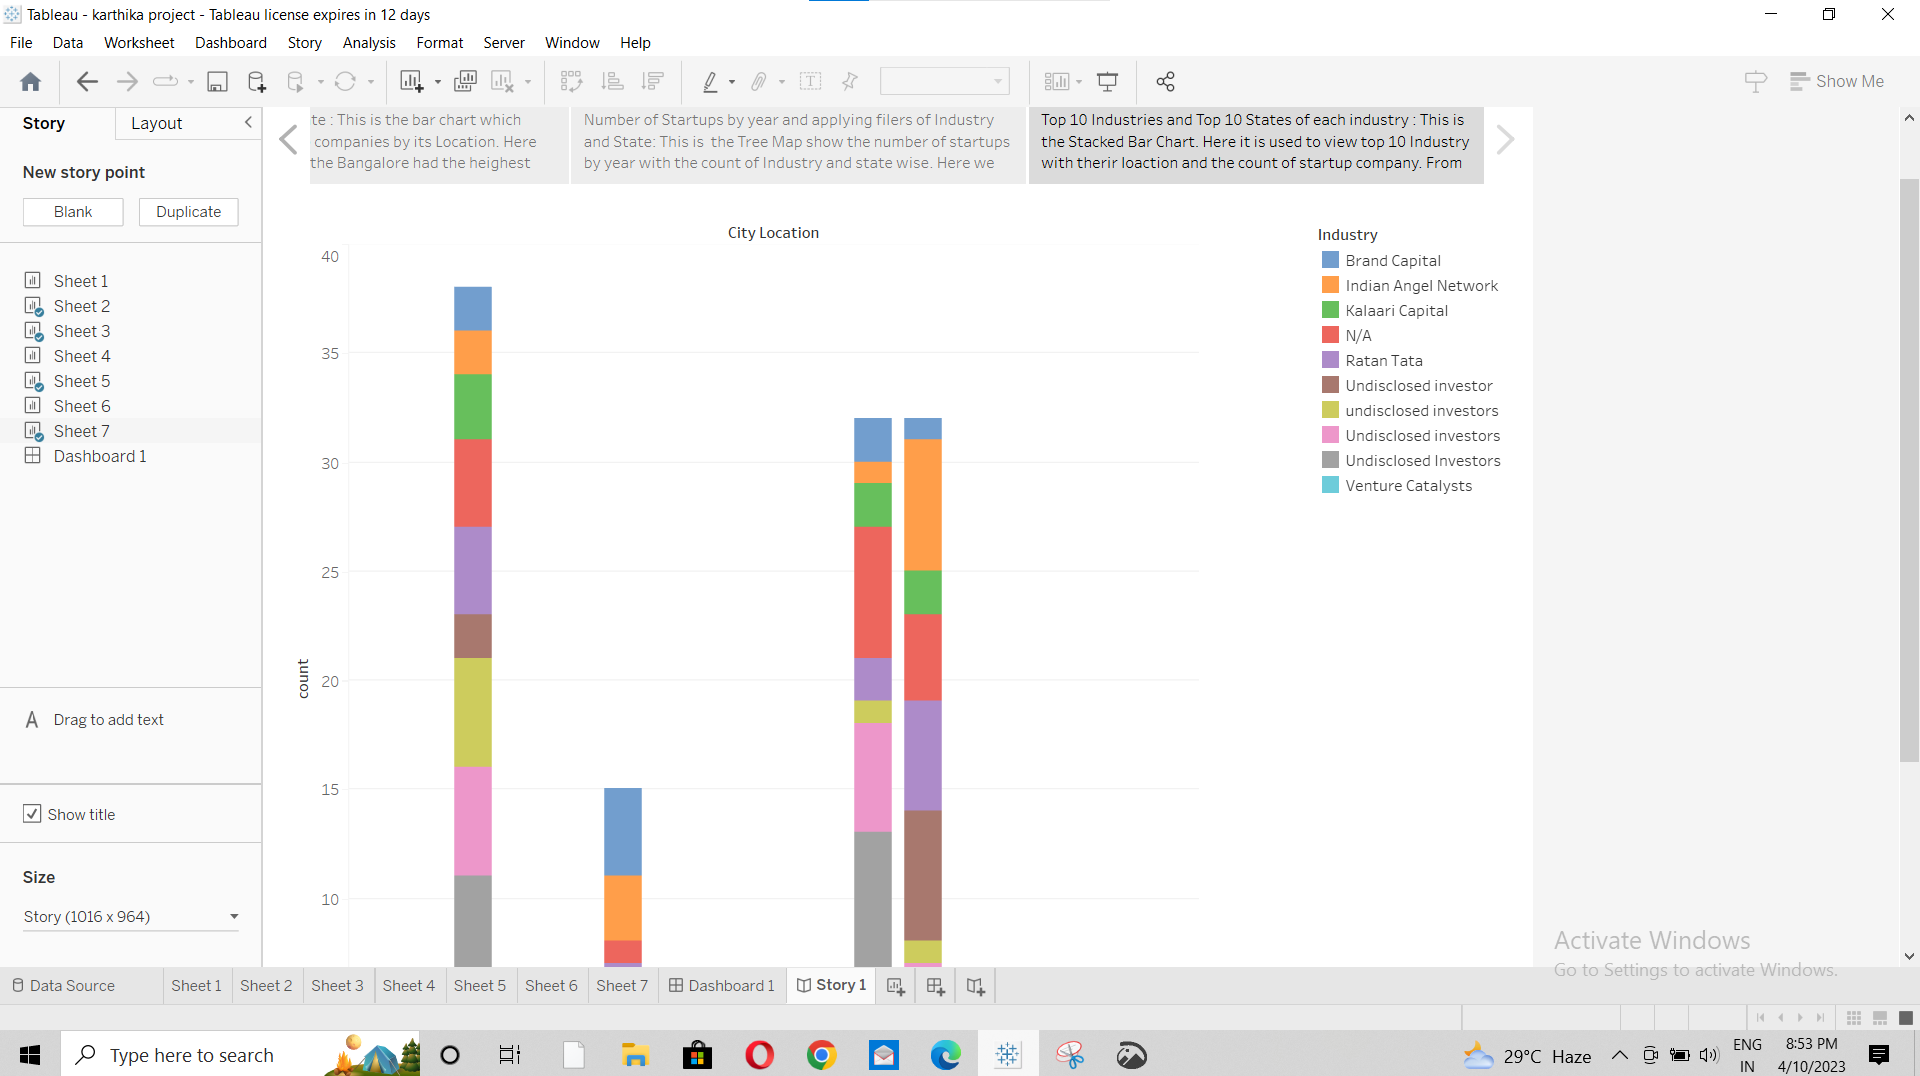 Tableau - karthika project - Tableau license expires in 12 days
File Data Worksheet Dashboard Story Analysis Format Server Window Help
Show Me
Story
Layout
New story point
Blank
Duplicate
Sheet 1
Sheet 2
Sheet 3
Sheet 4
Sheet 5
Sheet 6
Sheet 7
Dashboard 1
Drag to add text
Show title
Size
Story (1016 x 964)
te : This is the bar chart which
companies by its Location. Here
the Bangalore had the heighest
Number of Startups by year and applying filers of Industry
and State: This is the Tree Map show the number of startups
by year with the count of Industry and state wise. Here we
Top 10 Industries and Top 10 States of each industry : This is
the Stacked Bar Chart. Here it is used to view top 10 Industry
with therir loaction and the count of startup company. From
City Location
40
35
30
25
20
15
10
count
Industry
Brand Capital
Indian Angel Network
Kalaari Capital
N/A
Ratan Tata
Undisclosed investor
undisclosed investors
Undisclosed investors
Undisclosed Investors
Venture Catalysts
Activate Windows
Go to Settings to activate Windows.
Data Source Sheet 1 Sheet 2 Sheet 3 Sheet 4 Sheet 5 Sheet 6 Sheet 7 Dashboard 1 Story 1
Type here to search
29°C Haze
ENG
IN
8:53 PM
4/10/2023